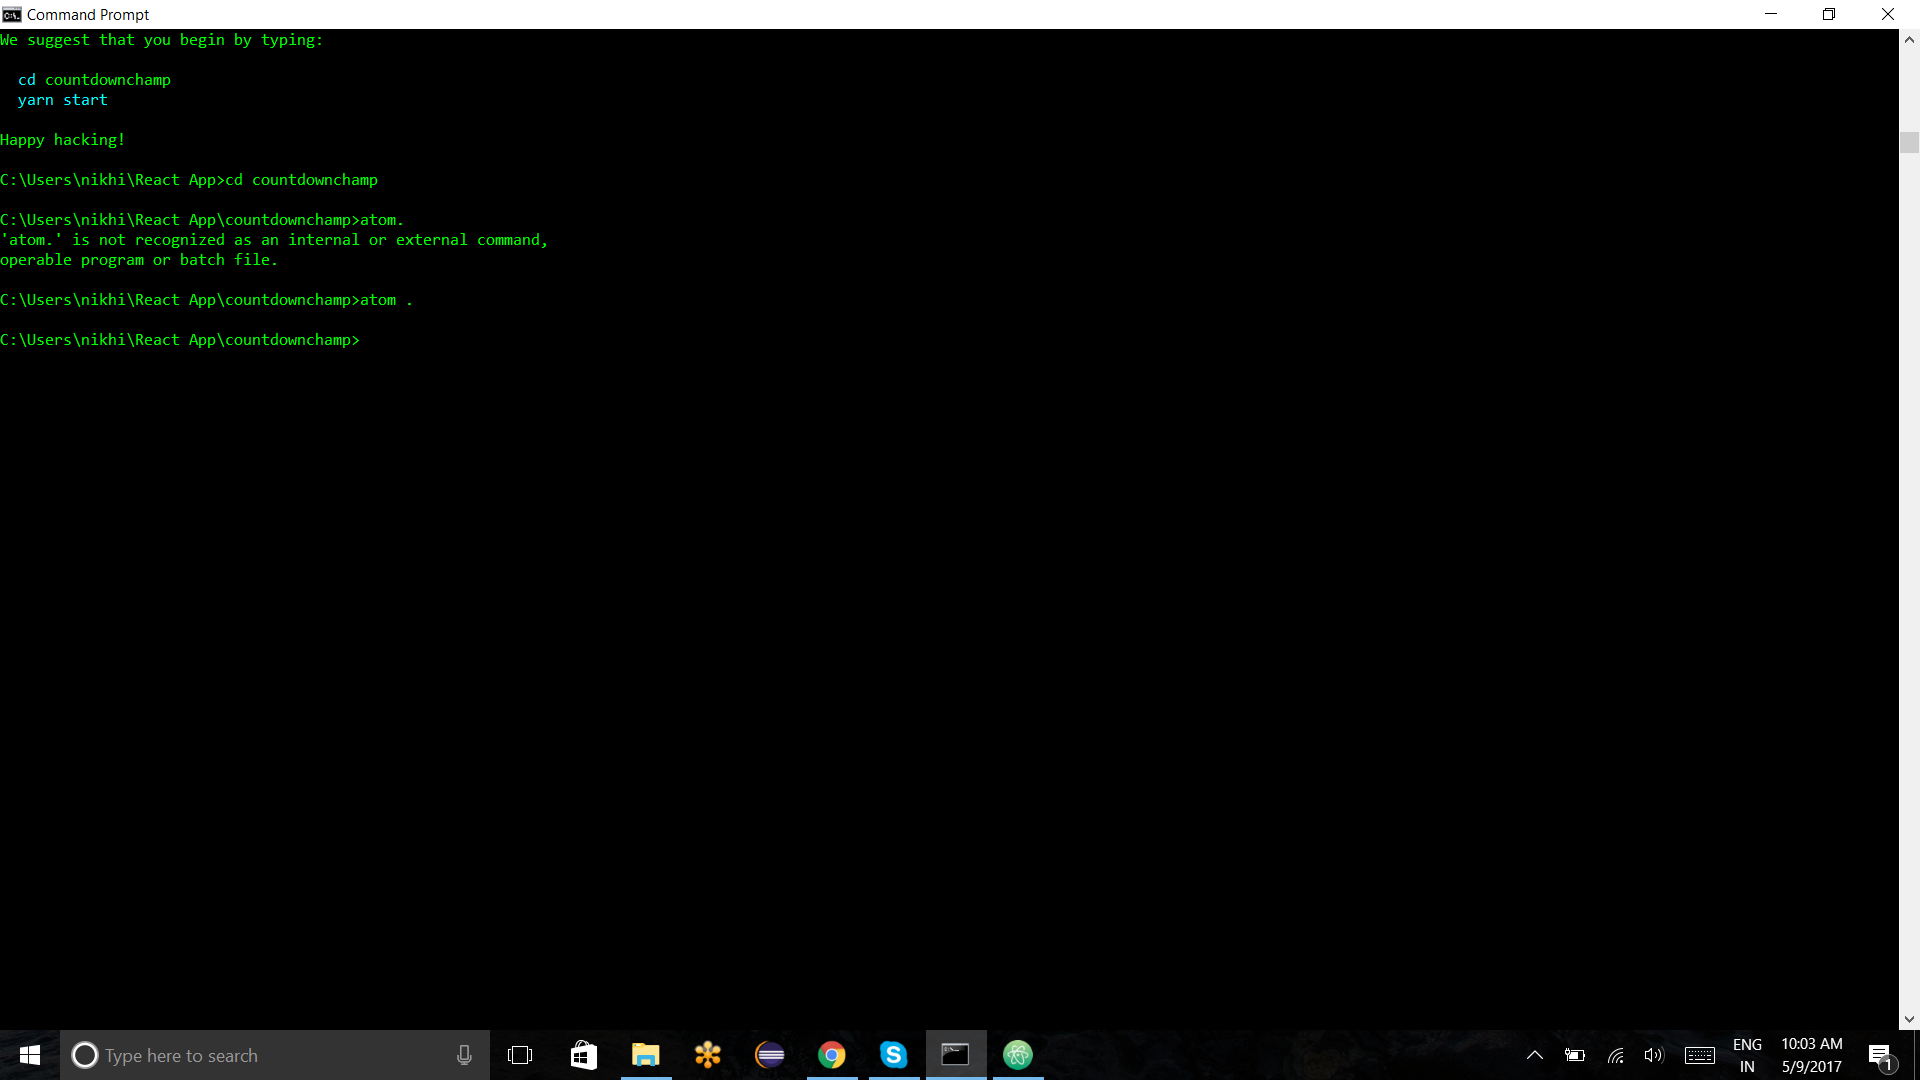 Command Prompt
We suggest that you begin by typing:
cd countdownchamp
yarn start
Happy hacking!
C:\Users\nikhi\React App>cd countdownchamp
C:\Users\nikhi\React App\countdownchamp>atom.
'atom.' is not recognized as an internal or external command,
operable program or batch file.
C:\Users\nikhi\React App\countdownchamp>atom .
C:\Users\nikhi\React App\countdownchamp>
Type here to search
ENG
IN
10:03 AM
5/9/2017
1